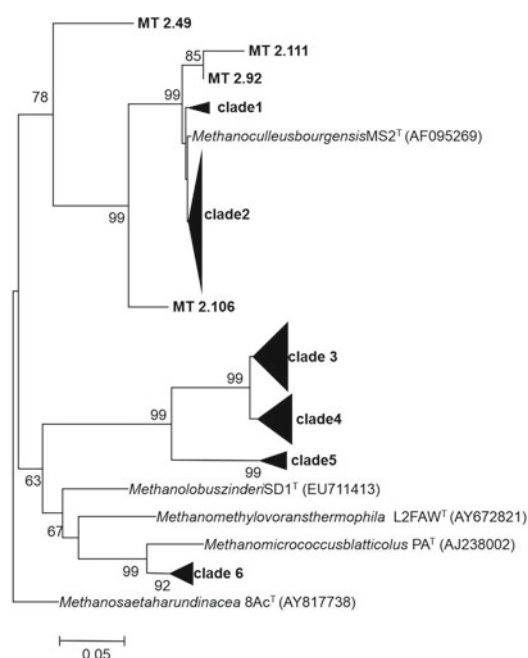 MT 2.49
MT 2.111
85
MT 2.92
78
99
clade1
MethanoculleusbourgensisMS2ᵀ (AF095269)
clade2
99
MT 2.106
clade 3
99
99
clade4
clade5
99
63
MethanolobuszinderiSD1ᵀ (EU711413)
Methanomethylovoransthermophila L2FAWᵀ (AY672821)
67
Methanomicrococcusblatticolus PAᵀ (AJ238002)
99
clade 6
92
Methanosaetaharundinacea 8Acᵀ (AY817738)
0.05